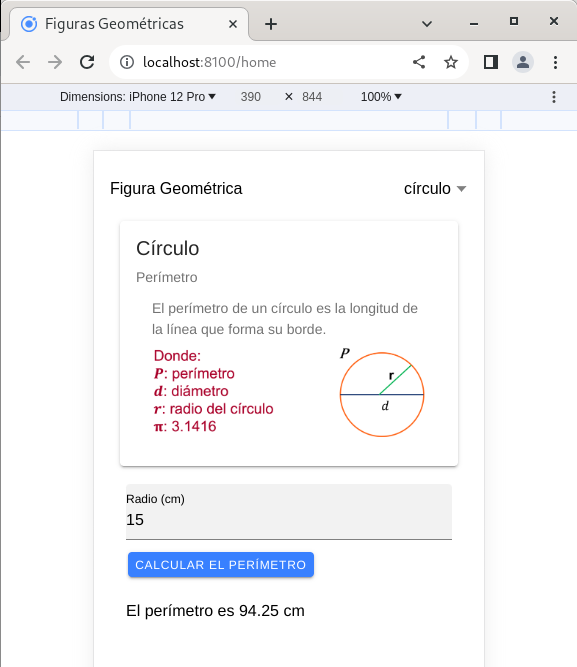 Figuras Geométricas
localhost:8100/home
Dimensions: iPhone 12 Pro 390 × 844 100%
Figura Geométrica círculo
Círculo
Perímetro
El perímetro de un círculo es la longitud de
la línea que forma su borde.
Donde:
P: perímetro
d: diámetro
r: radio del círculo
π: 3.1416
P
r
d
Radio (cm)
15
CALCULAR EL PERÍMETRO
El perímetro es 94.25 cm